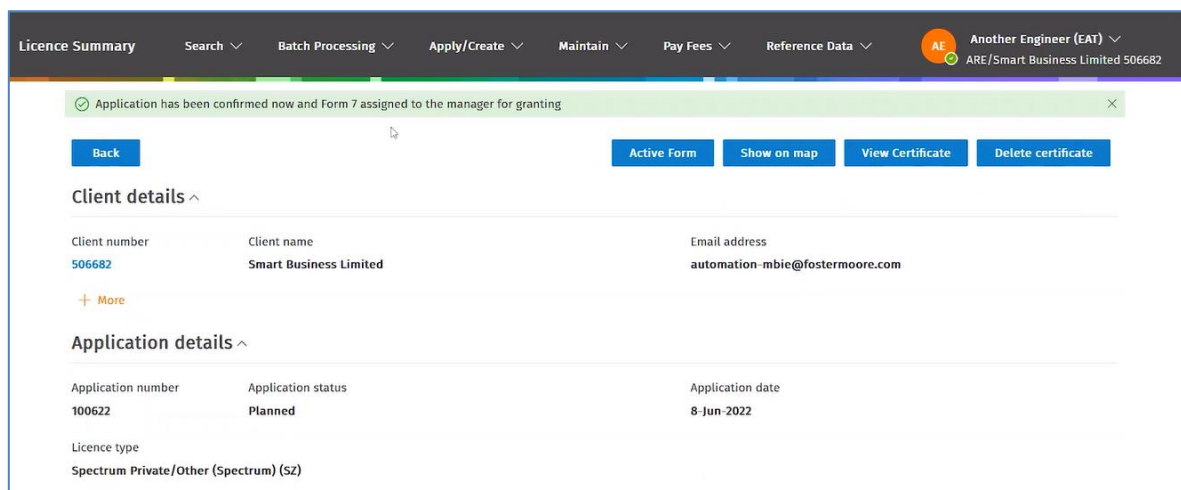 Licence Summary Search Batch Processing Apply/Create Maintain Pay Fees Reference Data AE Another Engineer (EAT)
ARE/Smart Business Limited 506682
Application has been confirmed now and Form 7 assigned to the manager for granting
Back Active Form Show on map View Certificate Delete certificate
Client details
Client number Client name Email address
506682 Smart Business Limited automation-mbie@fostermoore.com
+ More
Application details
Application number Application status Application date
100622 Planned 8-Jun-2022
Licence type
Spectrum Private/Other (Spectrum) (SZ)